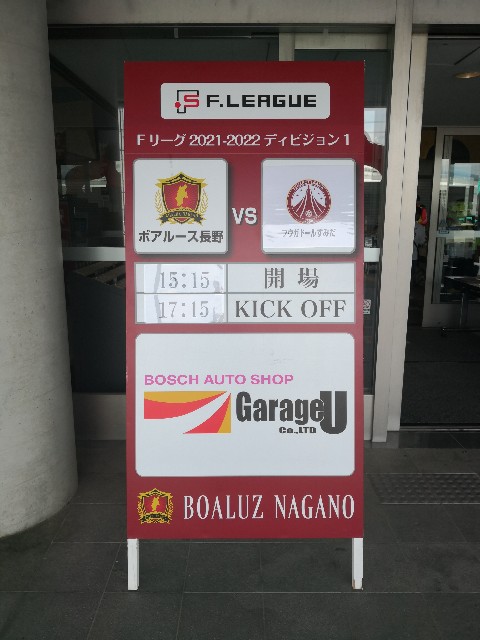 F.LEAGUE
Fリーグ 2021-2022 ディビジョン1
ボアルース長野
VS
フウガドールすみだ
15:15 開場
17:15 KICK OFF
BOSCH AUTO SHOP
GarageU
Co.,LTD
BOALUZ NAGANO